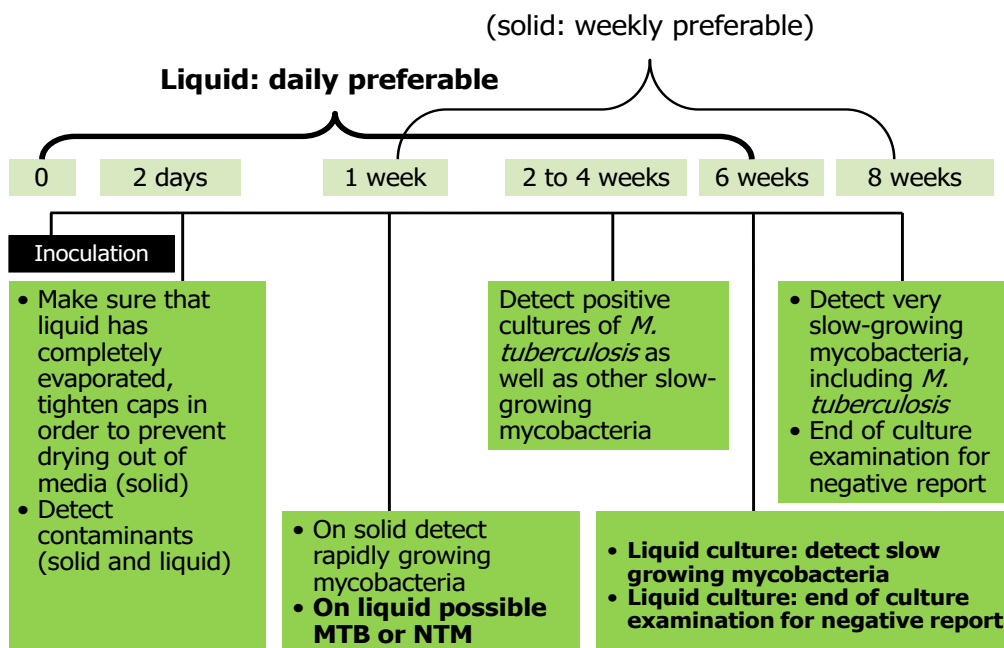 (solid: weekly preferable)
Liquid: daily preferable
0
2 days
1 week
2 to 4 weeks
6 weeks
8 weeks
Inoculation
• Make sure that
liquid has
completely
evaporated,
tighten caps in
order to prevent
drying out of
media (solid)
• Detect
contaminants
(solid and liquid)
• On solid detect
rapidly growing
mycobacteria
• On liquid possible
MTB or NTM
Detect positive
cultures of M.
tuberculosis as
well as other slow-
growing
mycobacteria
• Liquid culture: detect slow
growing mycobacteria
• Liquid culture: end of culture
examination for negative report
• Detect very
slow-growing
mycobacteria,
including M.
tuberculosis
• End of culture
examination for
negative report